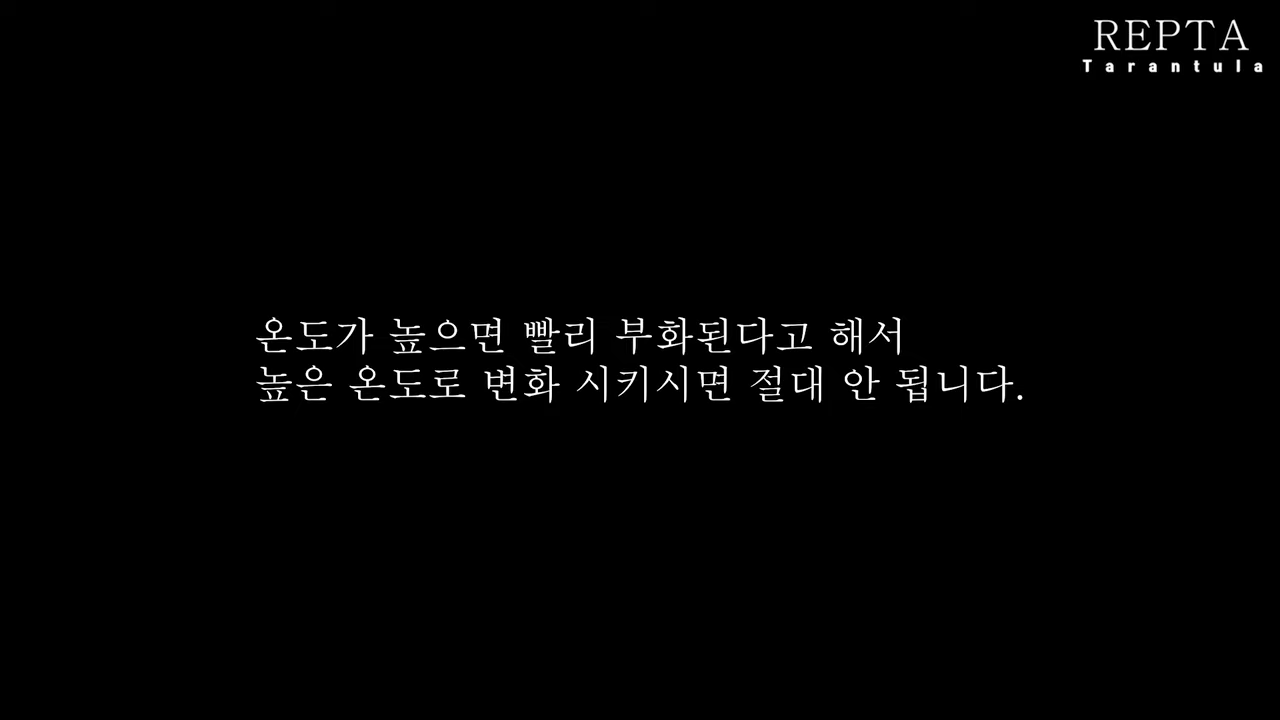 REPTA
Tarantula
온도가 높으면 빨리 부화된다고 해서
높은 온도로 변화 시키시면 절대 안 됩니다.